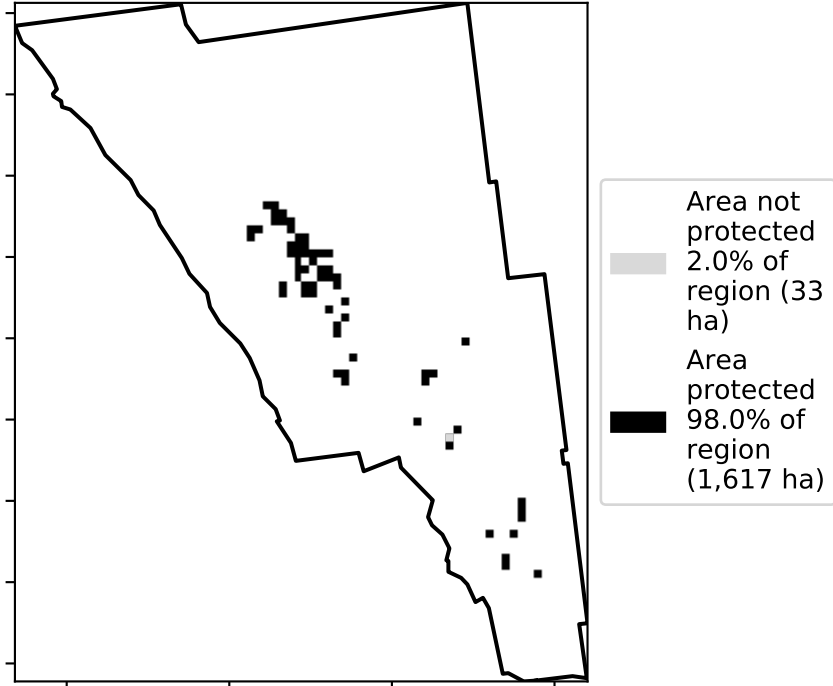 Area not
protected
2.0% of
region (33
ha)
Area
protected
98.0% of
region
(1,617 ha)